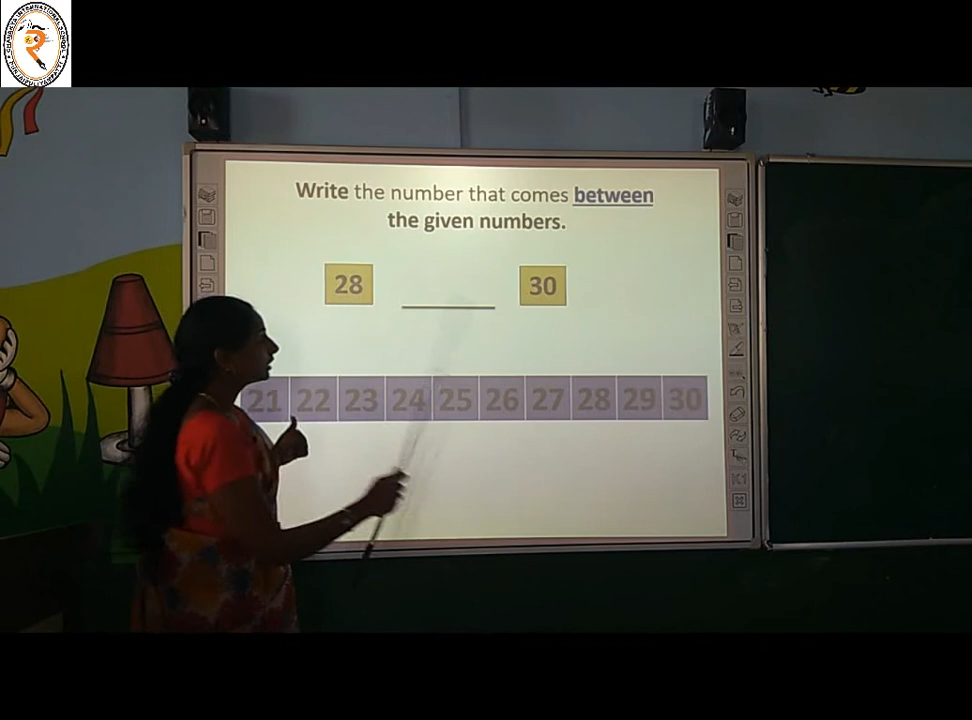 Write the number that comes between
the given numbers.
28 ______ 30
21 22 23 24 25 26 27 28 29 30